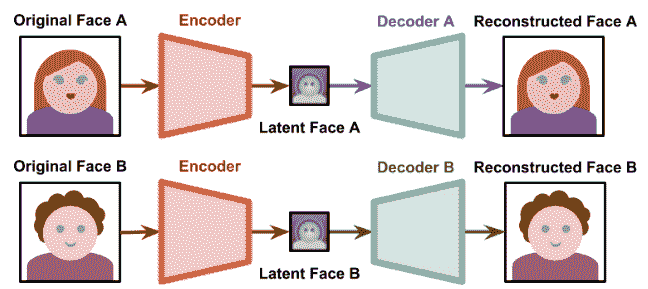 Original Face A Encoder Decoder A Reconstructed Face A
Latent Face A
Original Face B Encoder Decoder B Reconstructed Face B
Latent Face B